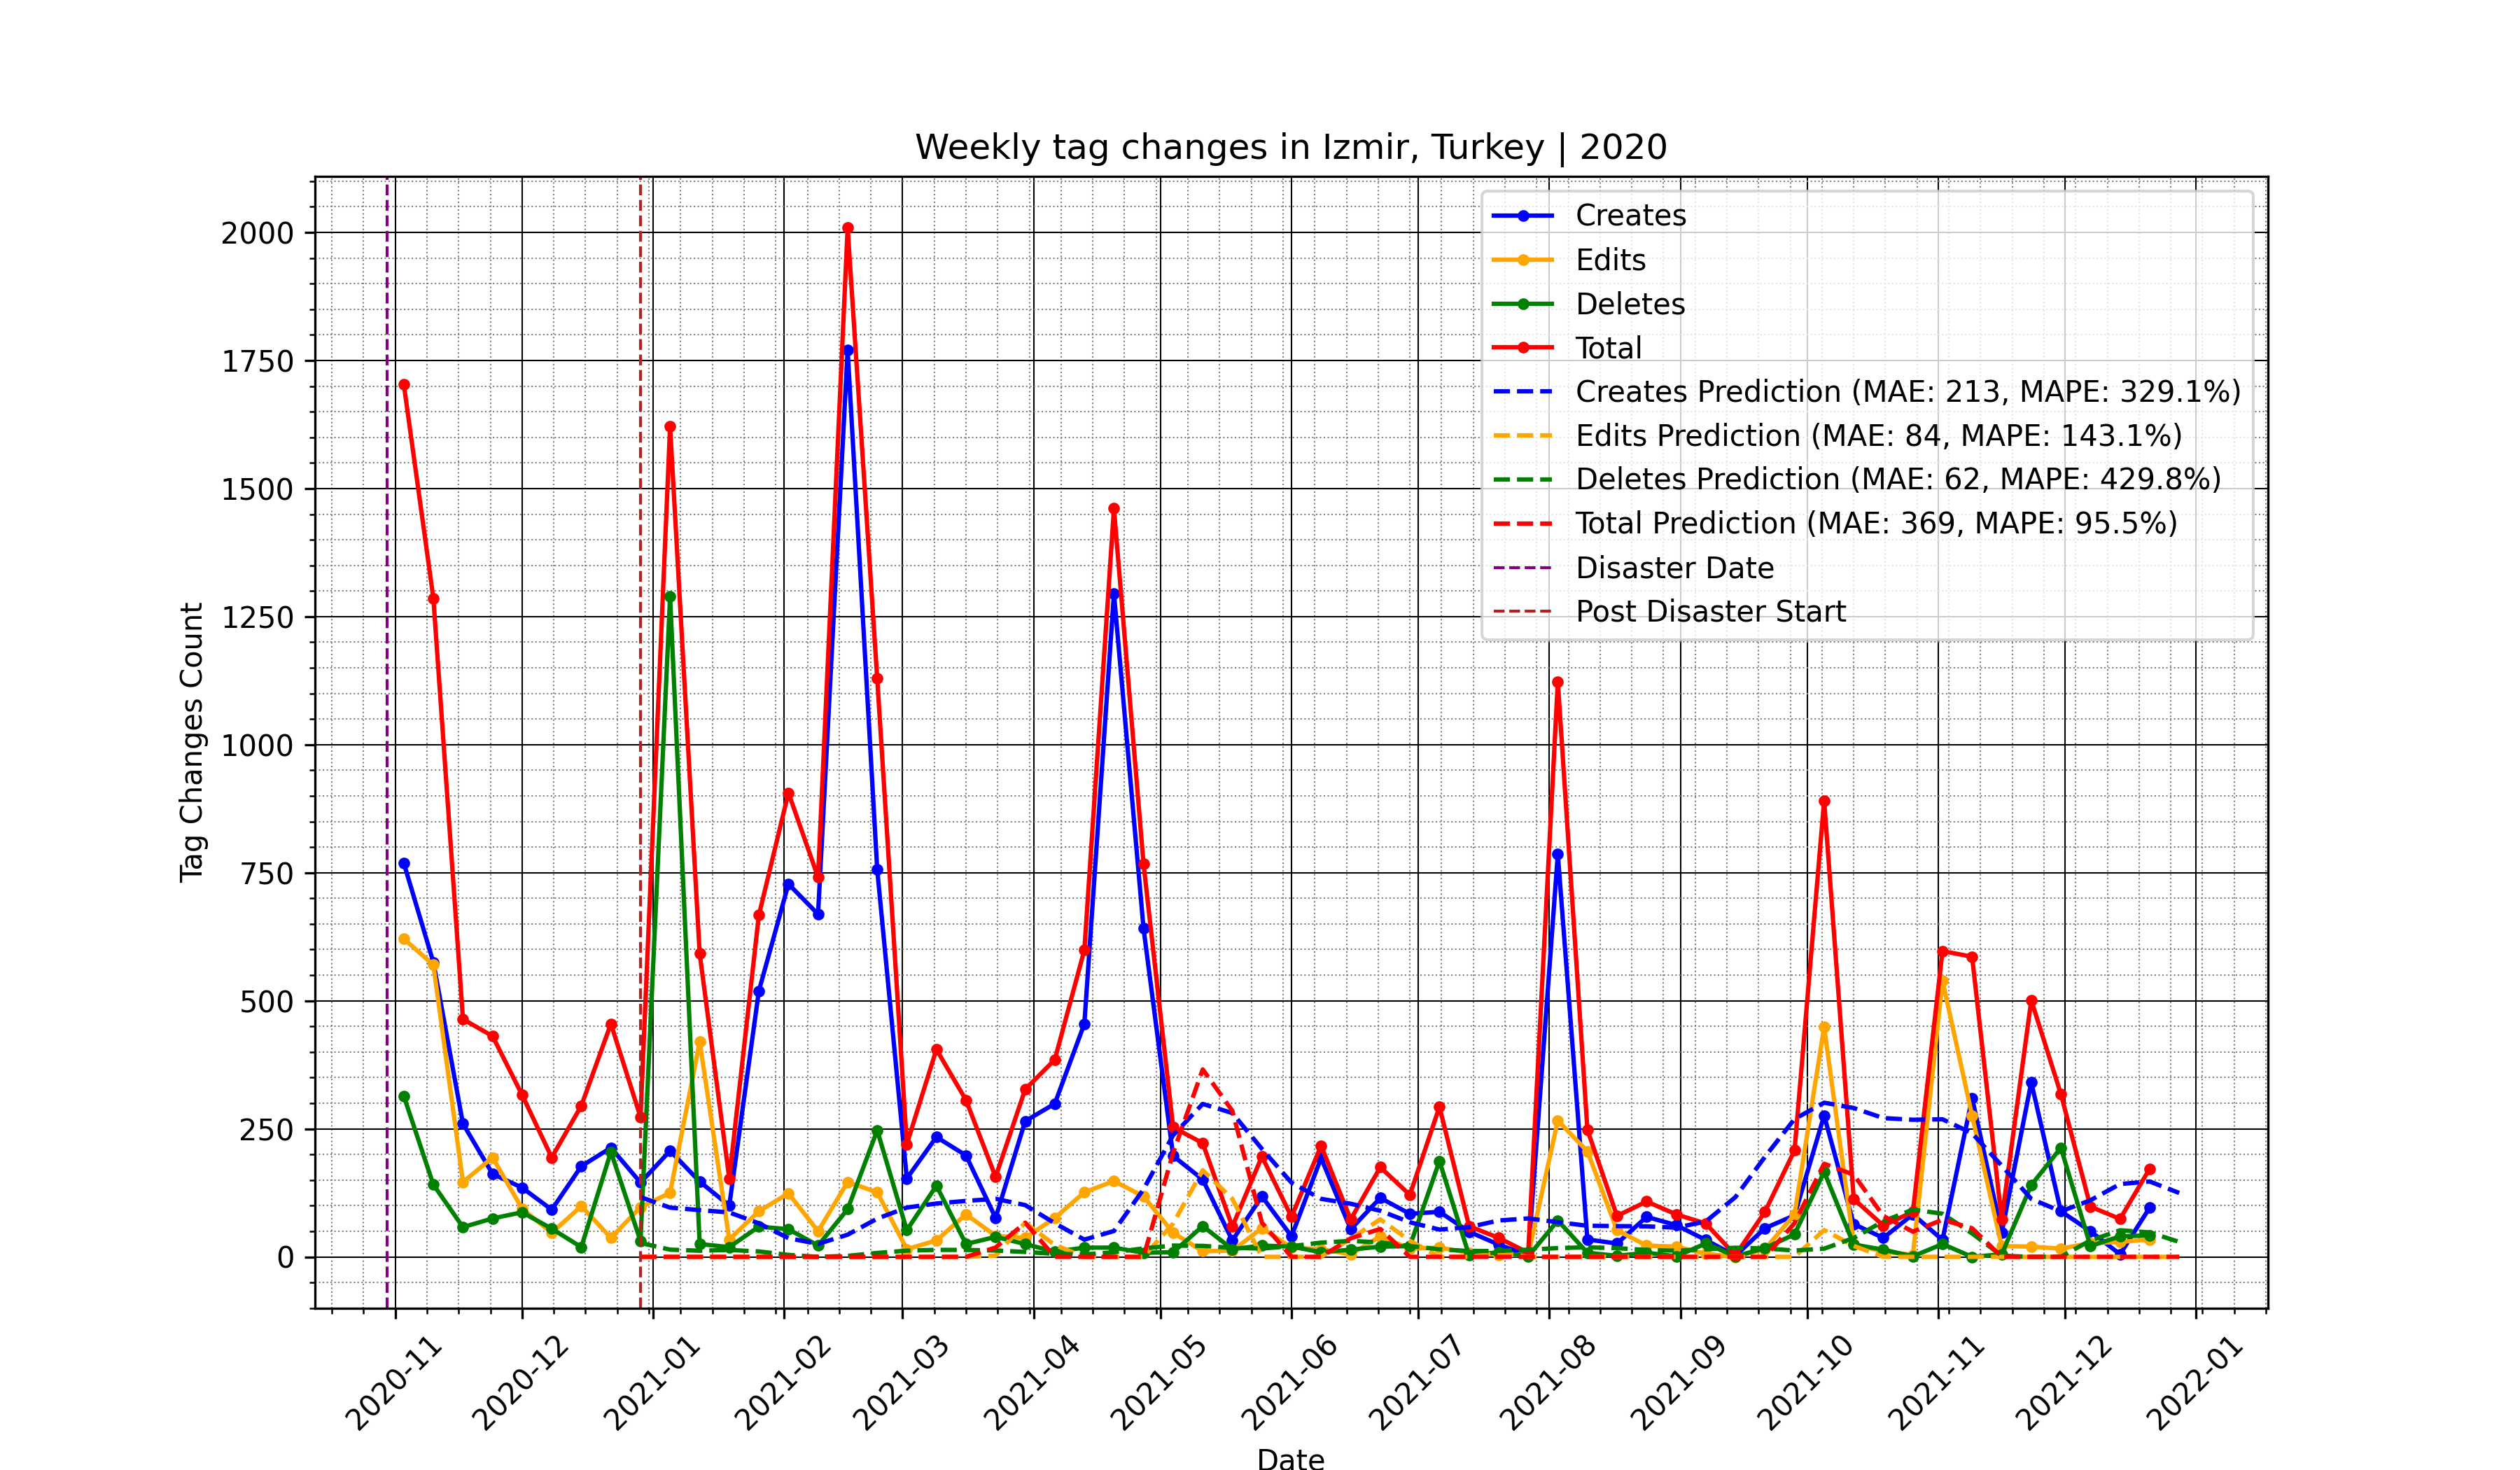 Weekly tag changes in Izmir, Turkey | 2020
Creates
Edits
Deletes
Total
Creates Prediction (MAE: 213, MAPE: 329.1%)
Edits Prediction (MAE: 84, MAPE: 143.1%)
Deletes Prediction (MAE: 62, MAPE: 429.8%)
Total Prediction (MAE: 369, MAPE: 95.5%)
Disaster Date
Post Disaster Start
Tag Changes Count
2000
1750
1500
1250
1000
750
500
250
0
2020-11
2020-12
2021-01
2021-02
2021-03
2021-04
2021-05
2021-06
2021-07
2021-08
2021-09
2021-10
2021-11
2021-12
2022-01
Date